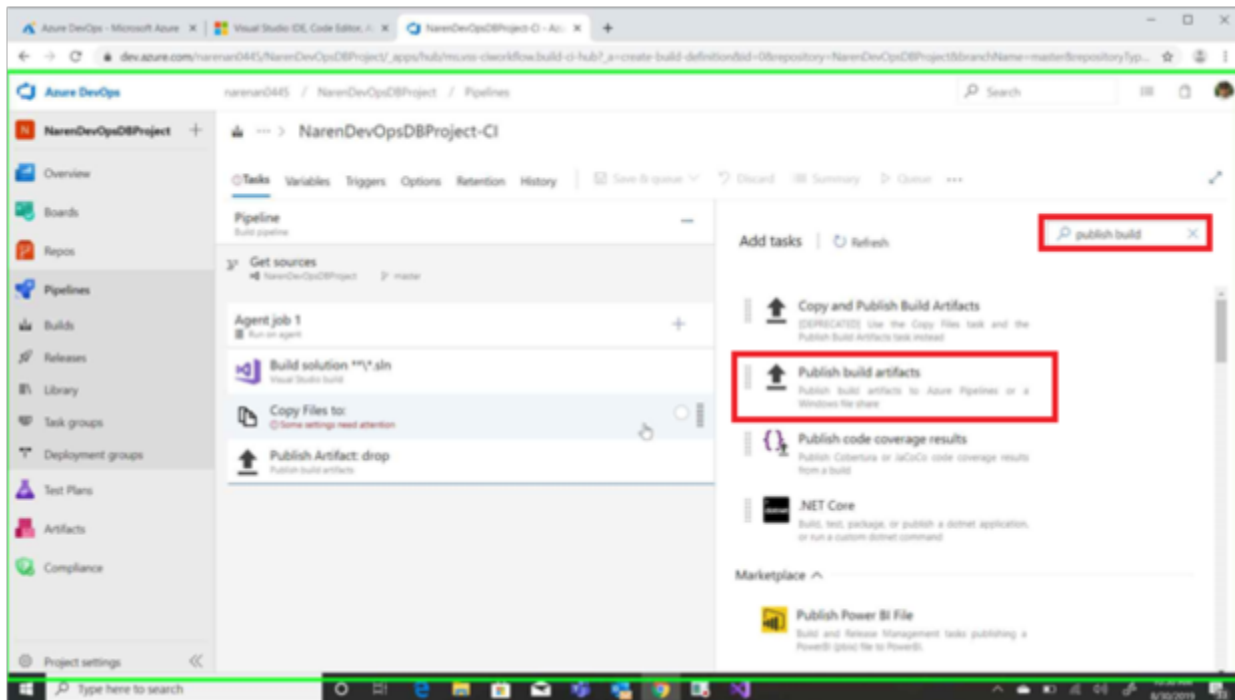 Azure DevOps - Microsoft Azure
Visual Studio IDE, Code Editor, A
NarenDevOpsDBProject-CI - Az
Azure DevOps
narenan0445 / NarenDevOpsDBProject / Pipelines
Search
N NarenDevOpsDBProject
NarenDevOpsDBProject-CI
Overview
Boards
Repos
Pipelines
Builds
Releases
Library
Task groups
Deployment groups
Test Plans
Artifacts
Compliance
Project settings
Tasks Variables Triggers Options Retention History
Save & queue Discard Summary Queue ...
Pipeline
Build pipeline
Get sources
NarenDevOpsDBProject master
Agent job 1
Run on agent
Build solution **\*.sln
Visual Studio build
Copy Files to:
Some settings need attention
Publish Artifact: drop
Publish build artifacts
Add tasks Refresh
publish build
Copy and Publish Build Artifacts
[DEPRECATED] Use the Copy Files task and the
Publish Build Artifacts task instead
Publish build artifacts
Publish build artifacts to Azure Pipelines or a
Windows file share
Publish code coverage results
Publish Cobertura or JaCoCo code coverage results
from a build
.NET Core
Build, test, package, or publish a dotnet application,
or run a custom dotnet command
Marketplace
Publish Power BI File
Build and Release Management tasks publishing a
PowerBI (pbix) file to PowerBI.
Type here to search
8/30/2019